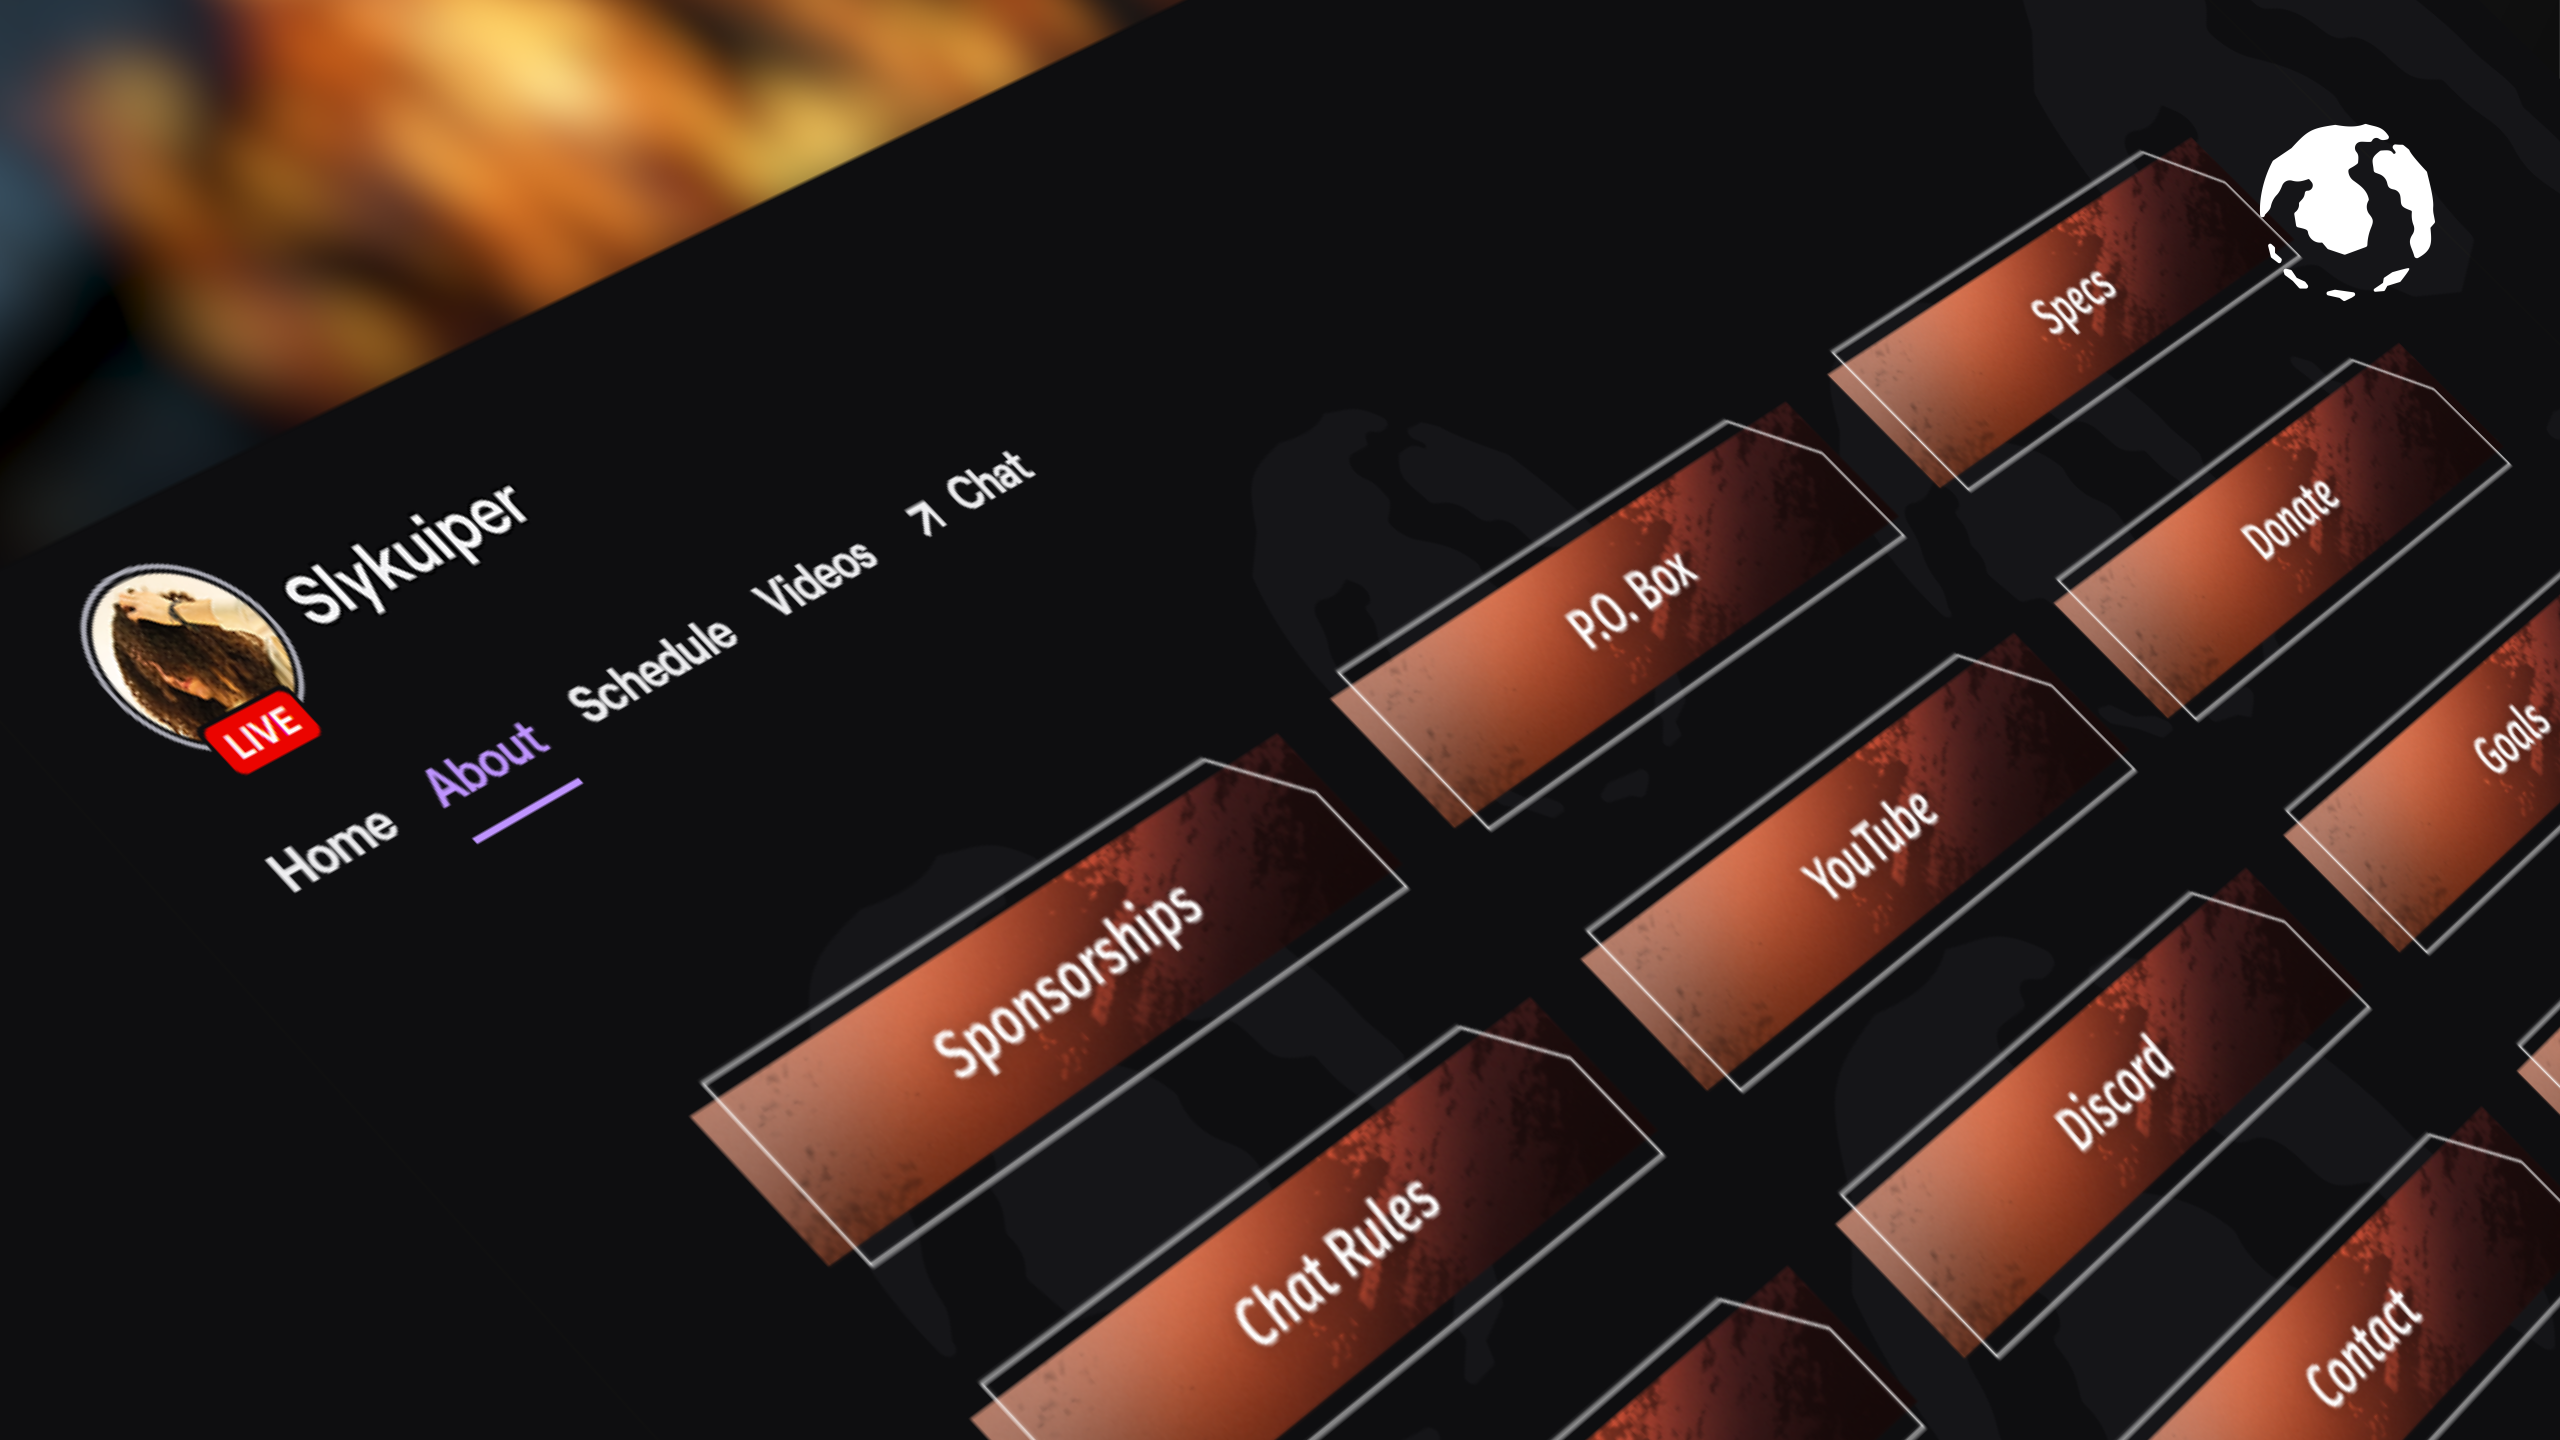 Slykuiper
LIVE
Home About Schedule Videos Chat
Sponsorships
P.O. Box
Specs
Chat Rules
YouTube
Donate
Discord
Goals
Contact